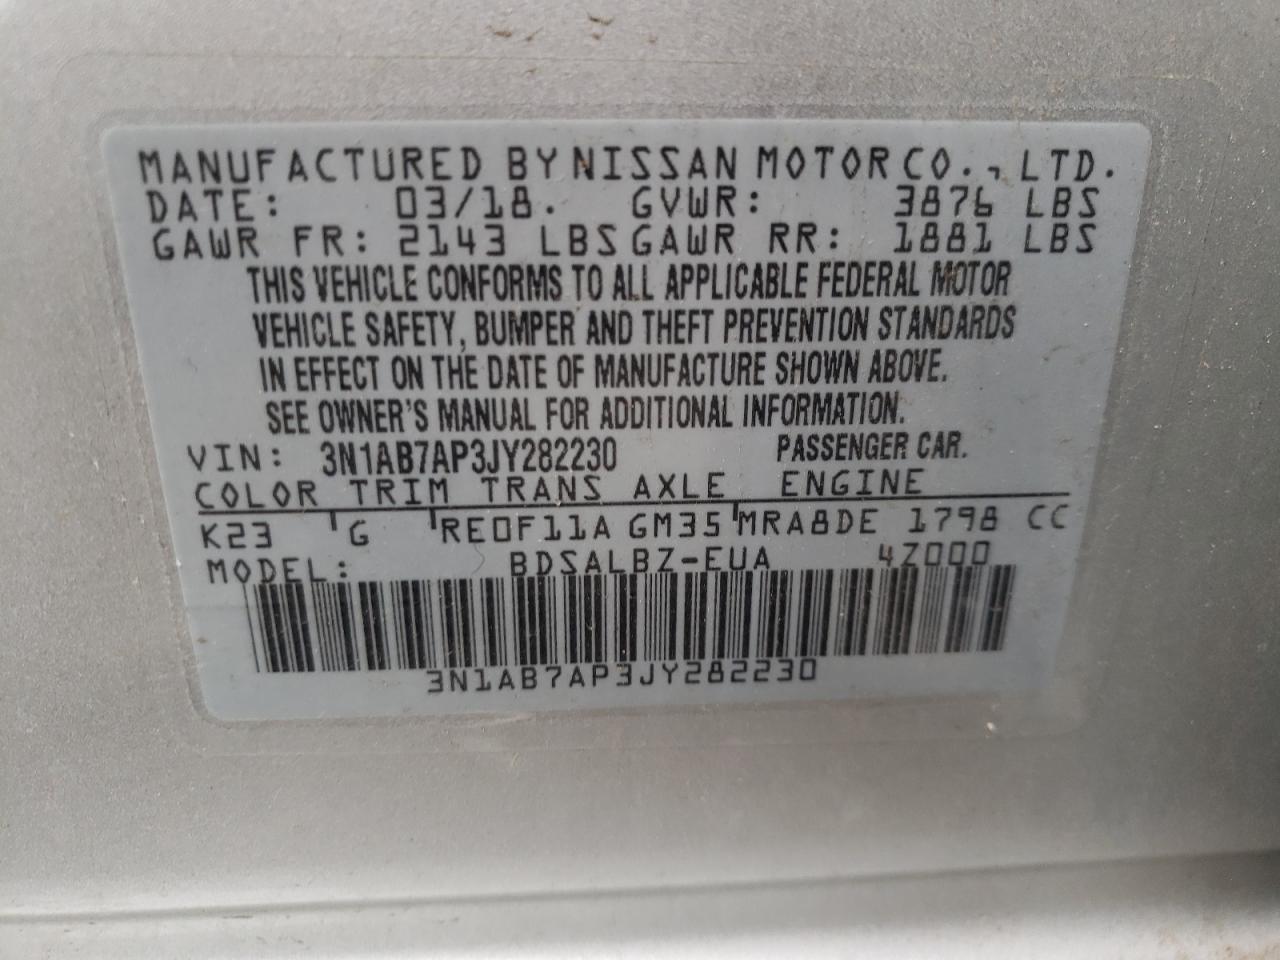 MANUFACTURED BY NISSAN MOTOR CO., LTD.
DATE: 03/18. GVWR: 3876 LBS
GAWR FR: 2143 LBS GAWR RR: 1881 LBS
THIS VEHICLE CONFORMS TO ALL APPLICABLE FEDERAL MOTOR
VEHICLE SAFETY, BUMPER AND THEFT PREVENTION STANDARDS
IN EFFECT ON THE DATE OF MANUFACTURE SHOWN ABOVE.
SEE OWNER'S MANUAL FOR ADDITIONAL INFORMATION.
VIN: 3N1AB7AP3JY282230 PASSENGER CAR.
COLOR TRIM TRANS AXLE ENGINE
K23 G RE0F11A GM35 MRA8DE 1798 CC
MODEL: BDSALBZ-EUA 4Z000
3N1AB7AP3JY282230